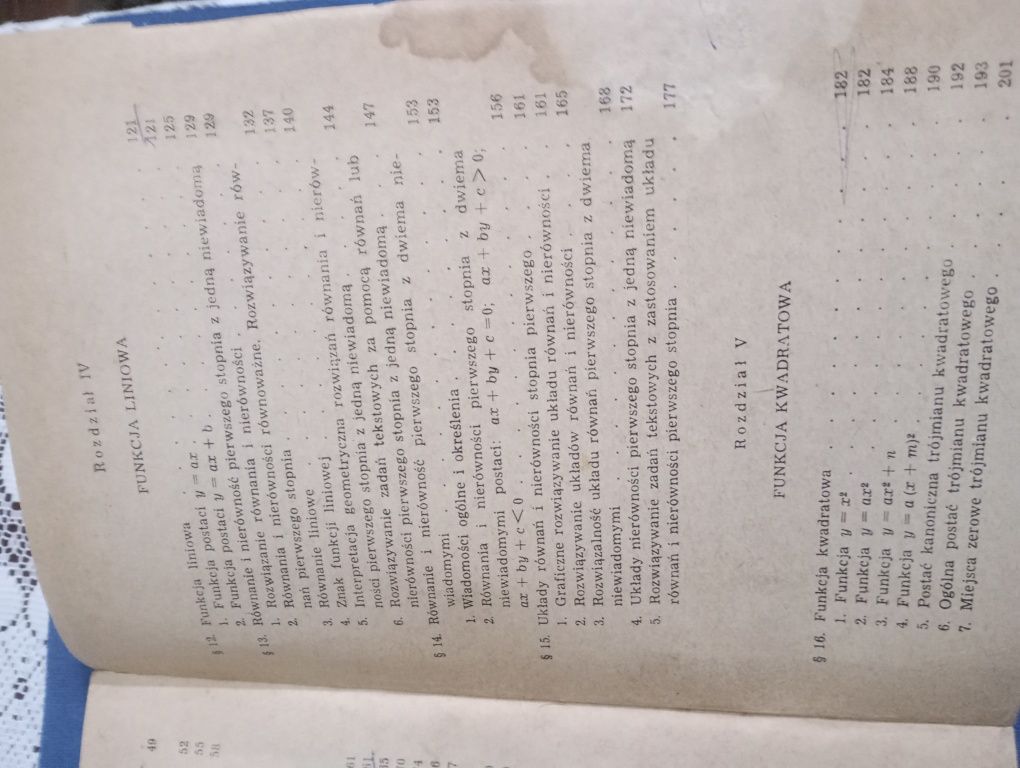 49
52
55
58
61
Rozdział IV
FUNKCJA LINIOWA
§ 12. Funkcja liniowa . . . . . . 121
1. Funkcja postaci y = ax . . . . . . 121
2. Funkcja postaci y = ax + b . . . . . . 125
§ 13. Równanie i nierówność pierwszego stopnia z jedną niewiadomą 129
1. Rozwiązanie równania i nierówności . . . . . . 129
2. Równania i nierówności równoważne. Rozwiązywanie rów-
nań pierwszego stopnia . . . . . . 132
3. Równanie liniowe . . . . . . 137
4. Znak funkcji liniowej . . . . . . 140
5. Interpretacja geometryczna rozwiązań równania i nierów-
ności pierwszego stopnia z jedną niewiadomą . . . . 144
6. Rozwiązywanie zadań tekstowych za pomocą równań lub
nierówności pierwszego stopnia z jedną niewiadomą . . . 147
§ 14. Równanie i nierówność pierwszego stopnia z dwiema nie-
wiadomymi . . . . . . 153
1. Wiadomości ogólne i określenia . . . . . . 153
2. Równania i nierówności pierwszego stopnia z dwiema
niewiadomymi postaci: ax + by + c = 0; ax + by + c > 0;
ax + by + c < 0 . . . . . . 156
§ 15. Układy równań i nierówności stopnia pierwszego . . . . 161
1. Graficzne rozwiązywanie układu równań i nierówności . . . 161
2. Rozwiązywanie układów równań i nierówności . . . . 165
3. Rozwiązalność układu równań pierwszego stopnia z dwiema
niewiadomymi . . . . . . 168
4. Układy nierówności pierwszego stopnia z jedną niewiadomą 172
5. Rozwiązywanie zadań tekstowych z zastosowaniem układu
równań i nierówności pierwszego stopnia . . . . . . 177
Rozdział V
FUNKCJA KWADRATOWA
§ 16. Funkcja kwadratowa . . . . . . 182
1. Funkcja y = x² . . . . . . 182
2. Funkcja y = ax² . . . . . . 184
3. Funkcja y = ax² + n . . . . . . 188
4. Funkcja y = a (x + m)² . . . . . . 190
5. Postać kanoniczna trójmianu kwadratowego . . . . . . 192
6. Ogólna postać trójmianu kwadratowego . . . . . . 193
7. Miejsca zerowe trójmianu kwadratowego . . . . . . 201